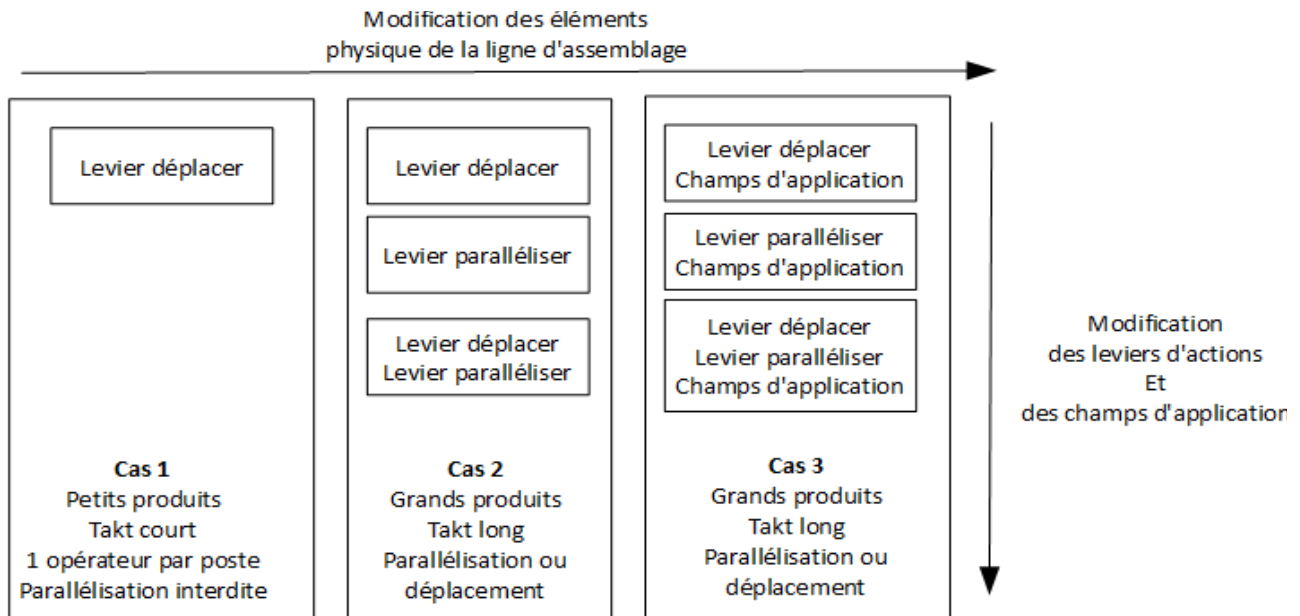 Modification des éléments
physique de la ligne d'assemblage
Levier déplacer
Cas 1
Petits produits
Takt court
1 opérateur par poste
Parallélisation interdite
Levier déplacer
Levier paralléliser
Levier déplacer
Levier paralléliser
Cas 2
Grands produits
Takt long
Parallélisation ou
déplacement
Levier déplacer
Champs d'application
Levier paralléliser
Champs d'application
Levier déplacer
Levier paralléliser
Champs d'application
Cas 3
Grands produits
Takt long
Parallélisation ou
déplacement
Modification
des leviers d'actions
Et
des champs d'application